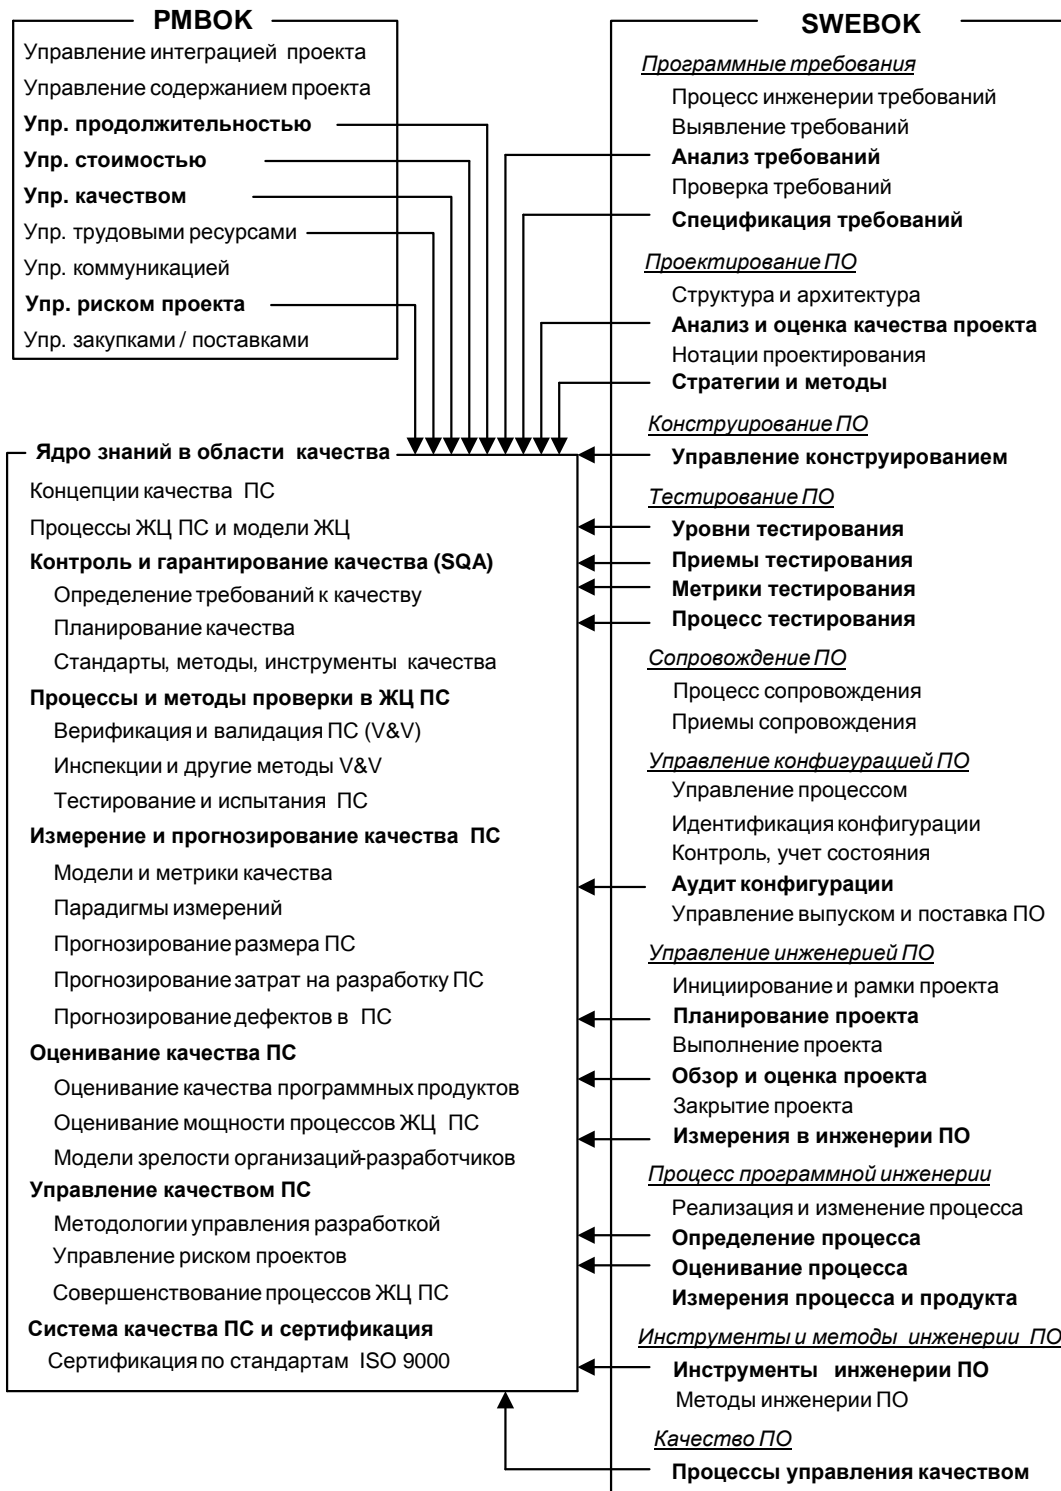 PMBOK
Управление интеграцией проекта
Управление содержанием проекта
Упр. продолжительностью
Упр. стоимостью
Упр. качеством
Упр. трудовыми ресурсами
Упр. коммуникацией
Упр. риском проекта
Упр. закупками / поставками
Ядро знаний в области качества
Концепции качества ПС
Процессы ЖЦ ПС и модели ЖЦ
Контроль и гарантирование качества (SQA)
Определение требований к качеству
Планирование качества
Стандарты, методы, инструменты качества
Процессы и методы проверки в ЖЦ ПС
Верификация и валидация ПС (V&V)
Инспекции и другие методы V&V
Тестирование и испытания ПС
Измерение и прогнозирование качества ПС
Модели и метрики качества
Парадигмы измерений
Прогнозирование размера ПС
Прогнозирование затрат на разработку ПС
Прогнозирование дефектов в ПС
Оценивание качества ПС
Оценивание качества программных продуктов
Оценивание мощности процессов ЖЦ ПС
Модели зрелости организаций-разработчиков
Управление качеством ПС
Методологии управления разработкой
Управление риском проектов
Совершенствование процессов ЖЦ ПС
Система качества ПС и сертификация
Сертификация по стандартам ISO 9000
SWEBOK
Программные требования
Процесс инженерии требований
Выявление требований
Анализ требований
Проверка требований
Спецификация требований
Проектирование ПО
Структура и архитектура
Анализ и оценка качества проекта
Нотации проектирования
Стратегии и методы
Конструирование ПО
Управление конструированием
Тестирование ПО
Уровни тестирования
Приемы тестирования
Метрики тестирования
Процесс тестирования
Сопровождение ПО
Процесс сопровождения
Приемы сопровождения
Управление конфигурацией ПО
Управление процессом
Идентификация конфигурации
Контроль, учет состояния
Аудит конфигурации
Управление выпуском и поставка ПО
Управление инженерией ПО
Инициирование и рамки проекта
Планирование проекта
Выполнение проекта
Обзор и оценка проекта
Закрытие проекта
Измерения в инженерии ПО
Процесс программной инженерии
Реализация и изменение процесса
Определение процесса
Оценивание процесса
Измерения процесса и продукта
Инструменты и методы инженерии ПО
Инструменты инженерии ПО
Методы инженерии ПО
Качество ПО
Процессы управления качеством